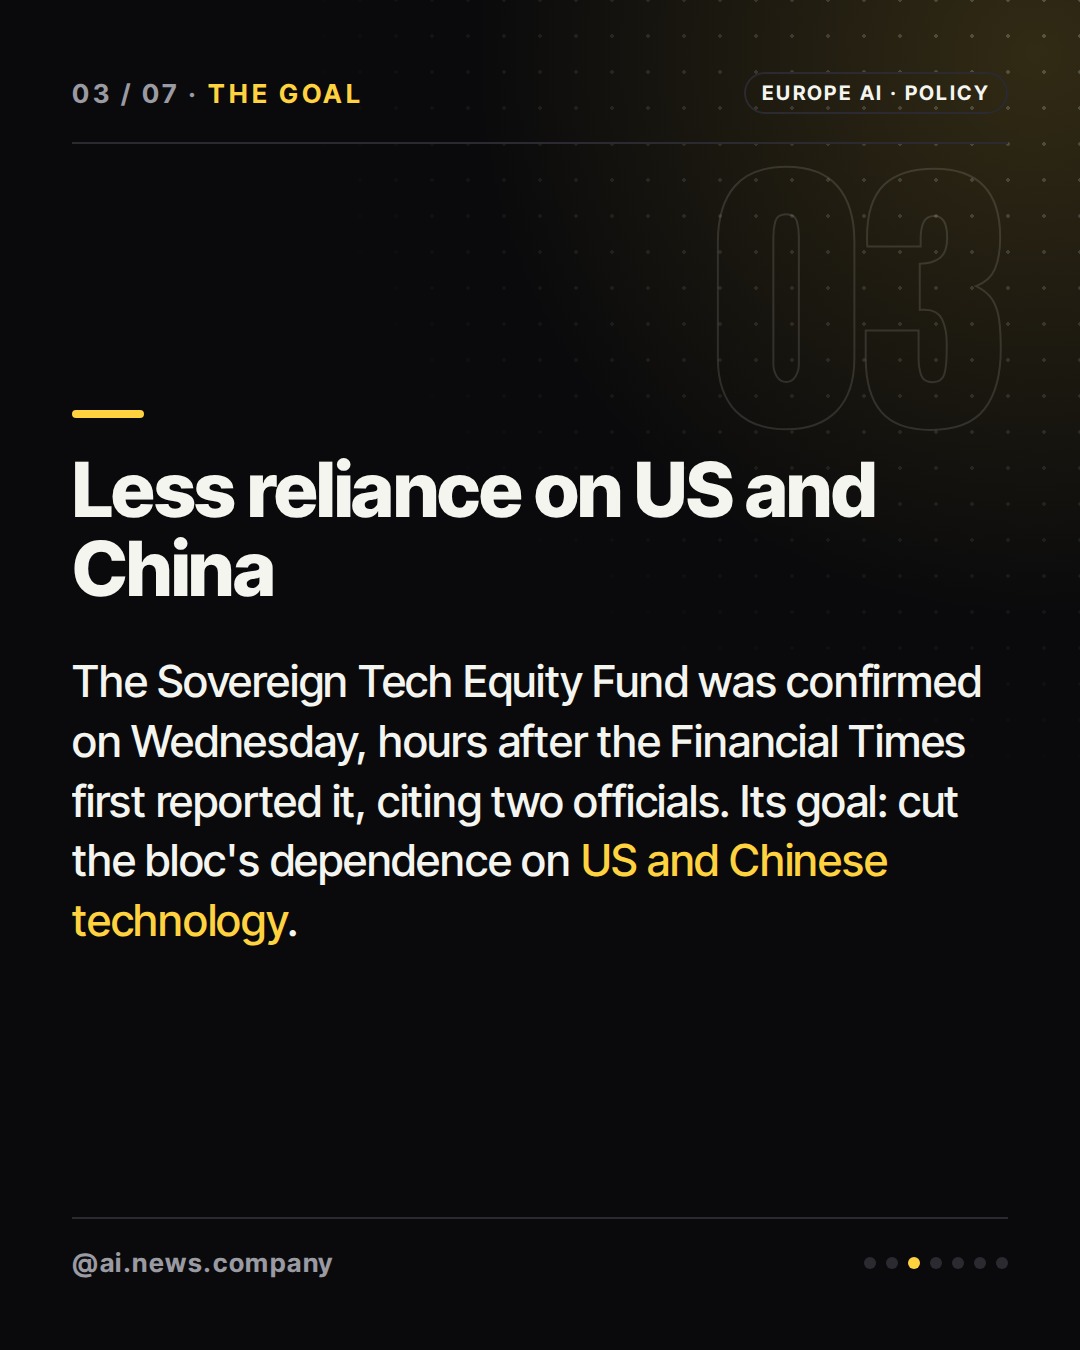 03 / 07 · THE GOAL
EUROPE AI · POLICY
03
Less reliance on US and
China
The Sovereign Tech Equity Fund was confirmed
on Wednesday, hours after the Financial Times
first reported it, citing two officials. Its goal: cut
the bloc's dependence on US and Chinese
technology.
@ai.news.company